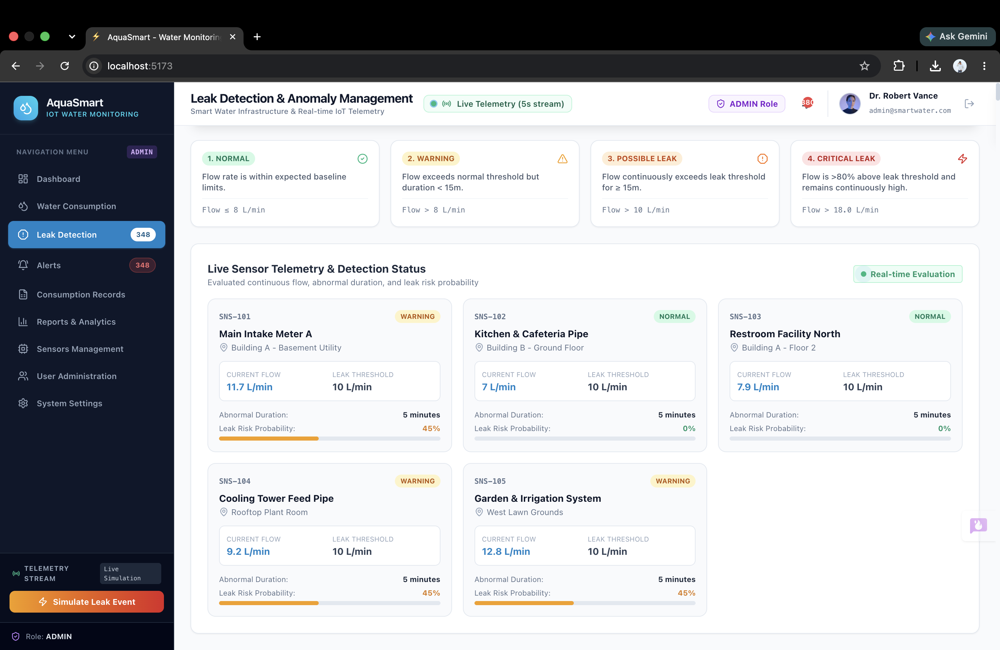 AquaSmart - Water Monitoring
Ask Gemini
localhost:5173
AquaSmart
IOT WATER MONITORING
NAVIGATION MENU
ADMIN
Dashboard
Water Consumption
Leak Detection
348
Alerts
348
Consumption Records
Reports & Analytics
Sensors Management
User Administration
System Settings
TELEMETRY
STREAM
Live
Simulation
Simulate Leak Event
Role: ADMIN
Leak Detection & Anomaly Management
Smart Water Infrastructure & Real-time IoT Telemetry
Live Telemetry (5s stream)
ADMIN Role
380
Dr. Robert Vance
admin@smartwater.com
1. NORMAL
Flow rate is within expected baseline
limits.
Flow ≤ 8 L/min
2. WARNING
Flow exceeds normal threshold but
duration < 15m.
Flow > 8 L/min
3. POSSIBLE LEAK
Flow continuously exceeds leak threshold
for ≥ 15m.
Flow > 10 L/min
4. CRITICAL LEAK
Flow is >80% above leak threshold and
remains continuously high.
Flow > 18.0 L/min
Live Sensor Telemetry & Detection Status
Evaluated continuous flow, abnormal duration, and leak risk probability
Real-time Evaluation
SNS-101
WARNING
Main Intake Meter A
Building A - Basement Utility
CURRENT FLOW
LEAK THRESHOLD
11.7 L/min
10 L/min
Abnormal Duration:
5 minutes
Leak Risk Probability:
45%
SNS-102
NORMAL
Kitchen & Cafeteria Pipe
Building B - Ground Floor
CURRENT FLOW
LEAK THRESHOLD
7 L/min
10 L/min
Abnormal Duration:
5 minutes
Leak Risk Probability:
0%
SNS-103
NORMAL
Restroom Facility North
Building A - Floor 2
CURRENT FLOW
LEAK THRESHOLD
7.9 L/min
10 L/min
Abnormal Duration:
5 minutes
Leak Risk Probability:
0%
SNS-104
WARNING
Cooling Tower Feed Pipe
Rooftop Plant Room
CURRENT FLOW
LEAK THRESHOLD
9.2 L/min
10 L/min
Abnormal Duration:
5 minutes
Leak Risk Probability:
45%
SNS-105
WARNING
Garden & Irrigation System
West Lawn Grounds
CURRENT FLOW
LEAK THRESHOLD
12.8 L/min
10 L/min
Abnormal Duration:
5 minutes
Leak Risk Probability:
45%